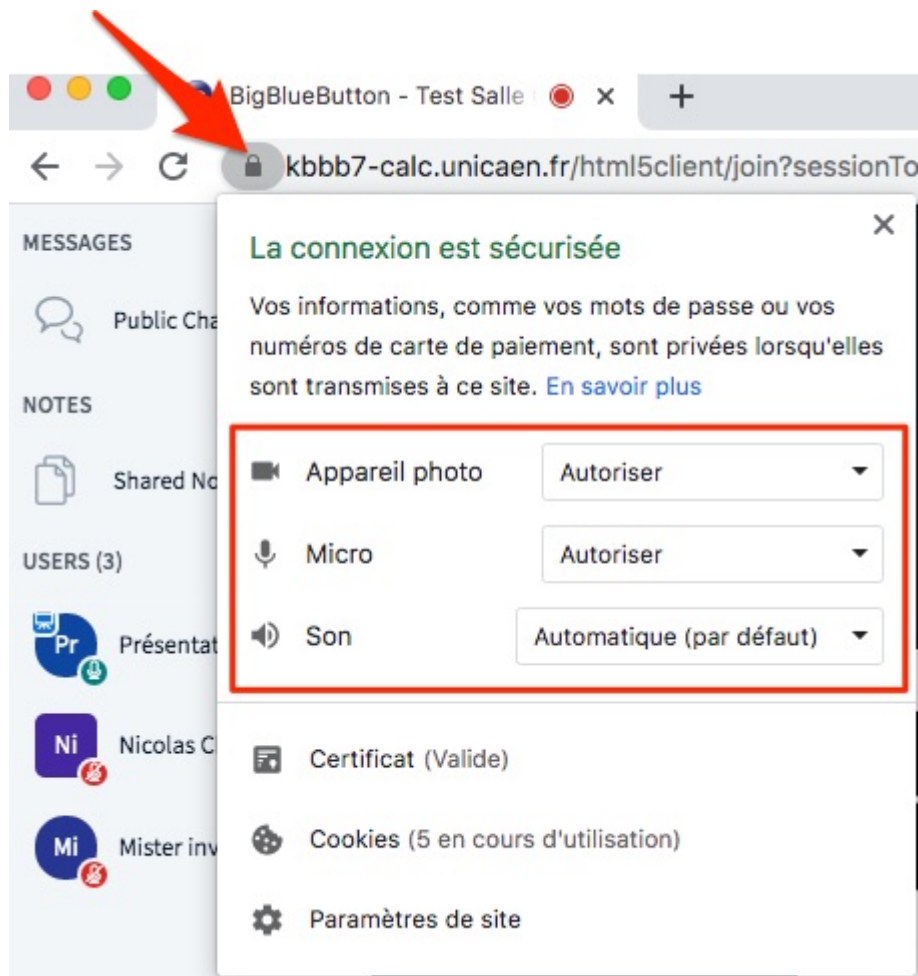 BigBlueButton - Test Salle
kbbb7-calc.unicaen.fr/html5client/join?sessionTo
MESSAGES
Public Cha
NOTES
Shared No
USERS (3)
Pr
Présentat
Ni
Nicolas C
Mi
Mister inv
La connexion est sécurisée
Vos informations, comme vos mots de passe ou vos
numéros de carte de paiement, sont privées lorsqu'elles
sont transmises à ce site. En savoir plus
Appareil photo Autoriser
Micro Autoriser
Son Automatique (par défaut)
Certificat (Valide)
Cookies (5 en cours d'utilisation)
Paramètres de site